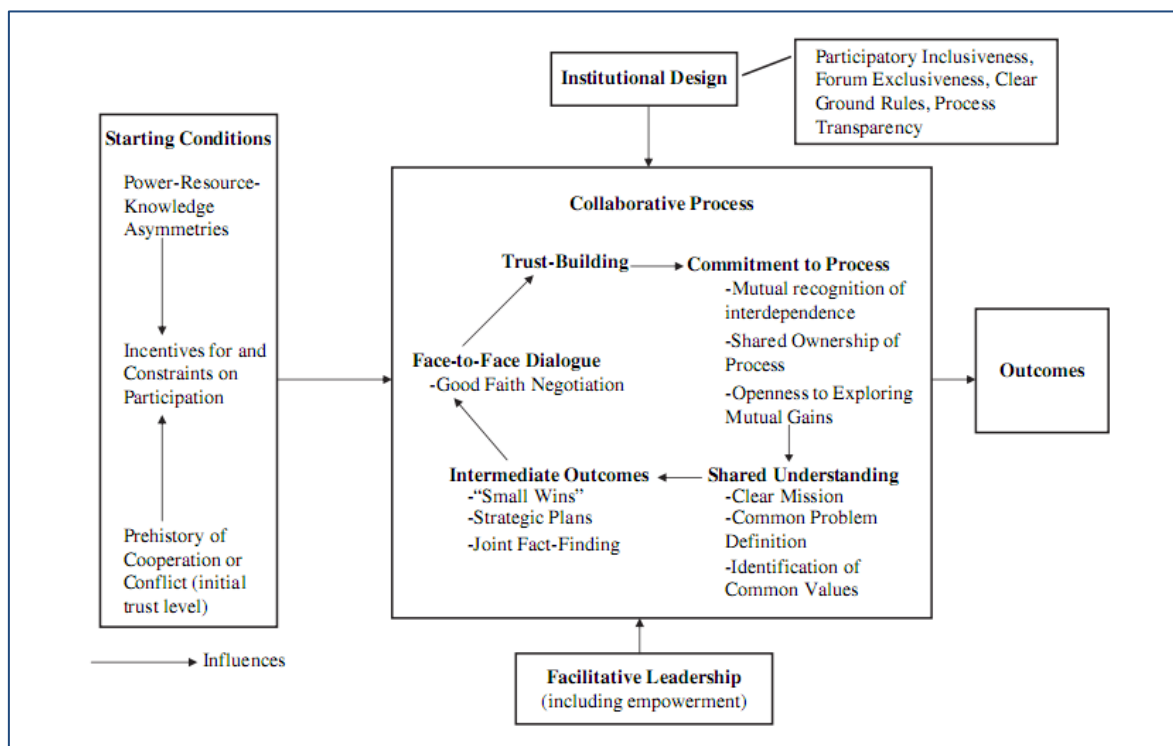 Institutional Design
Participatory Inclusiveness,
Forum Exclusiveness, Clear
Ground Rules, Process
Transparency
Starting Conditions
Power-Resource-
Knowledge
Asymmetries
Incentives for and
Constraints on
Participation
Prehistory of
Cooperation or
Conflict (initial
trust level)
Influences
Collaborative Process
Trust-Building
Commitment to Process
-Mutual recognition of
interdependence
-Shared Ownership of
Process
-Openness to Exploring
Mutual Gains
Face-to-Face Dialogue
-Good Faith Negotiation
Intermediate Outcomes
-“Small Wins”
-Strategic Plans
-Joint Fact-Finding
Shared Understanding
-Clear Mission
-Common Problem
Definition
-Identification of
Common Values
Outcomes
Facilitative Leadership
(including empowerment)